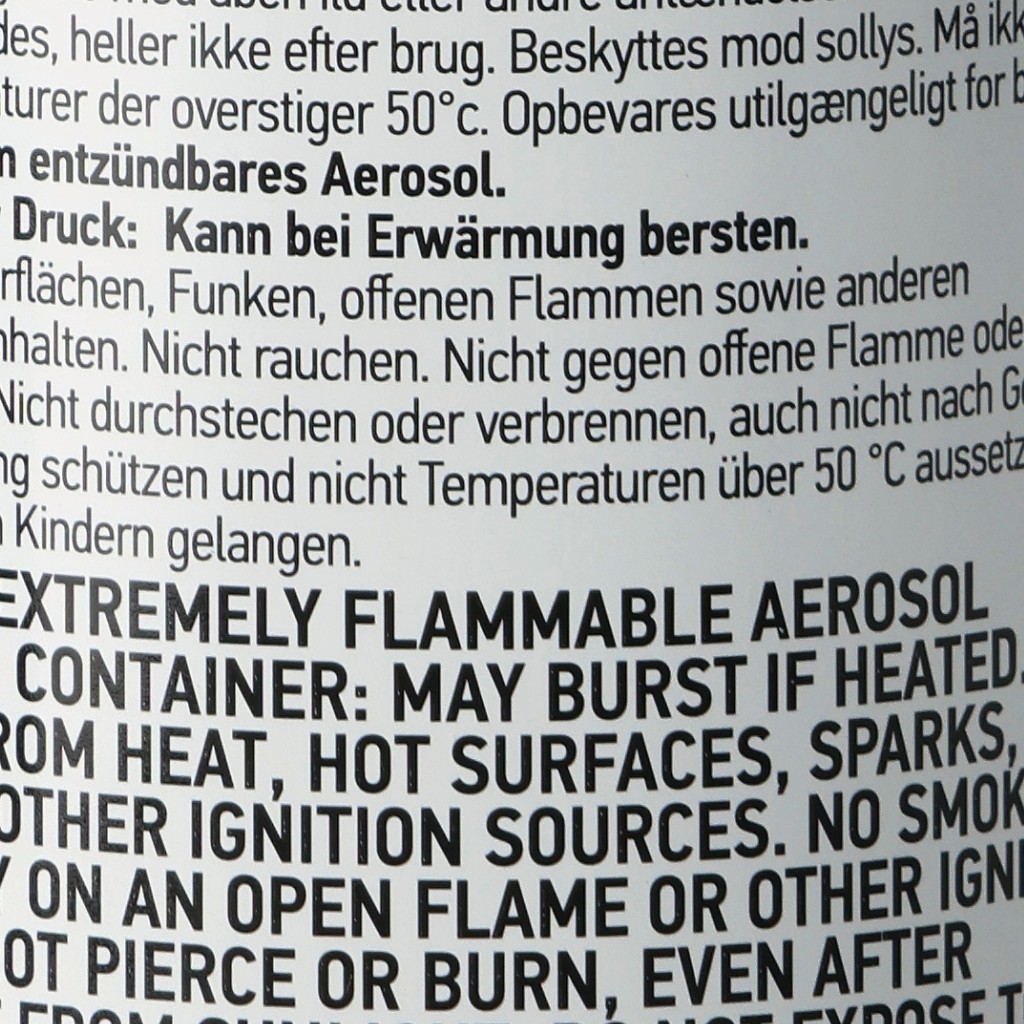 des, heller ikke efter brug. Beskyttes mod sollys. Må ikk
turer der overstiger 50°c. Opbevares utilgængeligt for b
n entzündbares Aerosol.
Druck: Kann bei Erwärmung bersten.
rflächen, Funken, offenen Flammen sowie anderen
nhalten. Nicht rauchen. Nicht gegen offene Flamme ode
Nicht durchstechen oder verbrennen, auch nicht nach Ge
ng schützen und nicht Temperaturen über 50 °C aussetz
n Kindern gelangen.
EXTREMELY FLAMMABLE AEROSOL
CONTAINER: MAY BURST IF HEATED.
ROM HEAT, HOT SURFACES, SPARKS,
OTHER IGNITION SOURCES. NO SMOK
Y ON AN OPEN FLAME OR OTHER IGNI
OT PIERCE OR BURN, EVEN AFTER